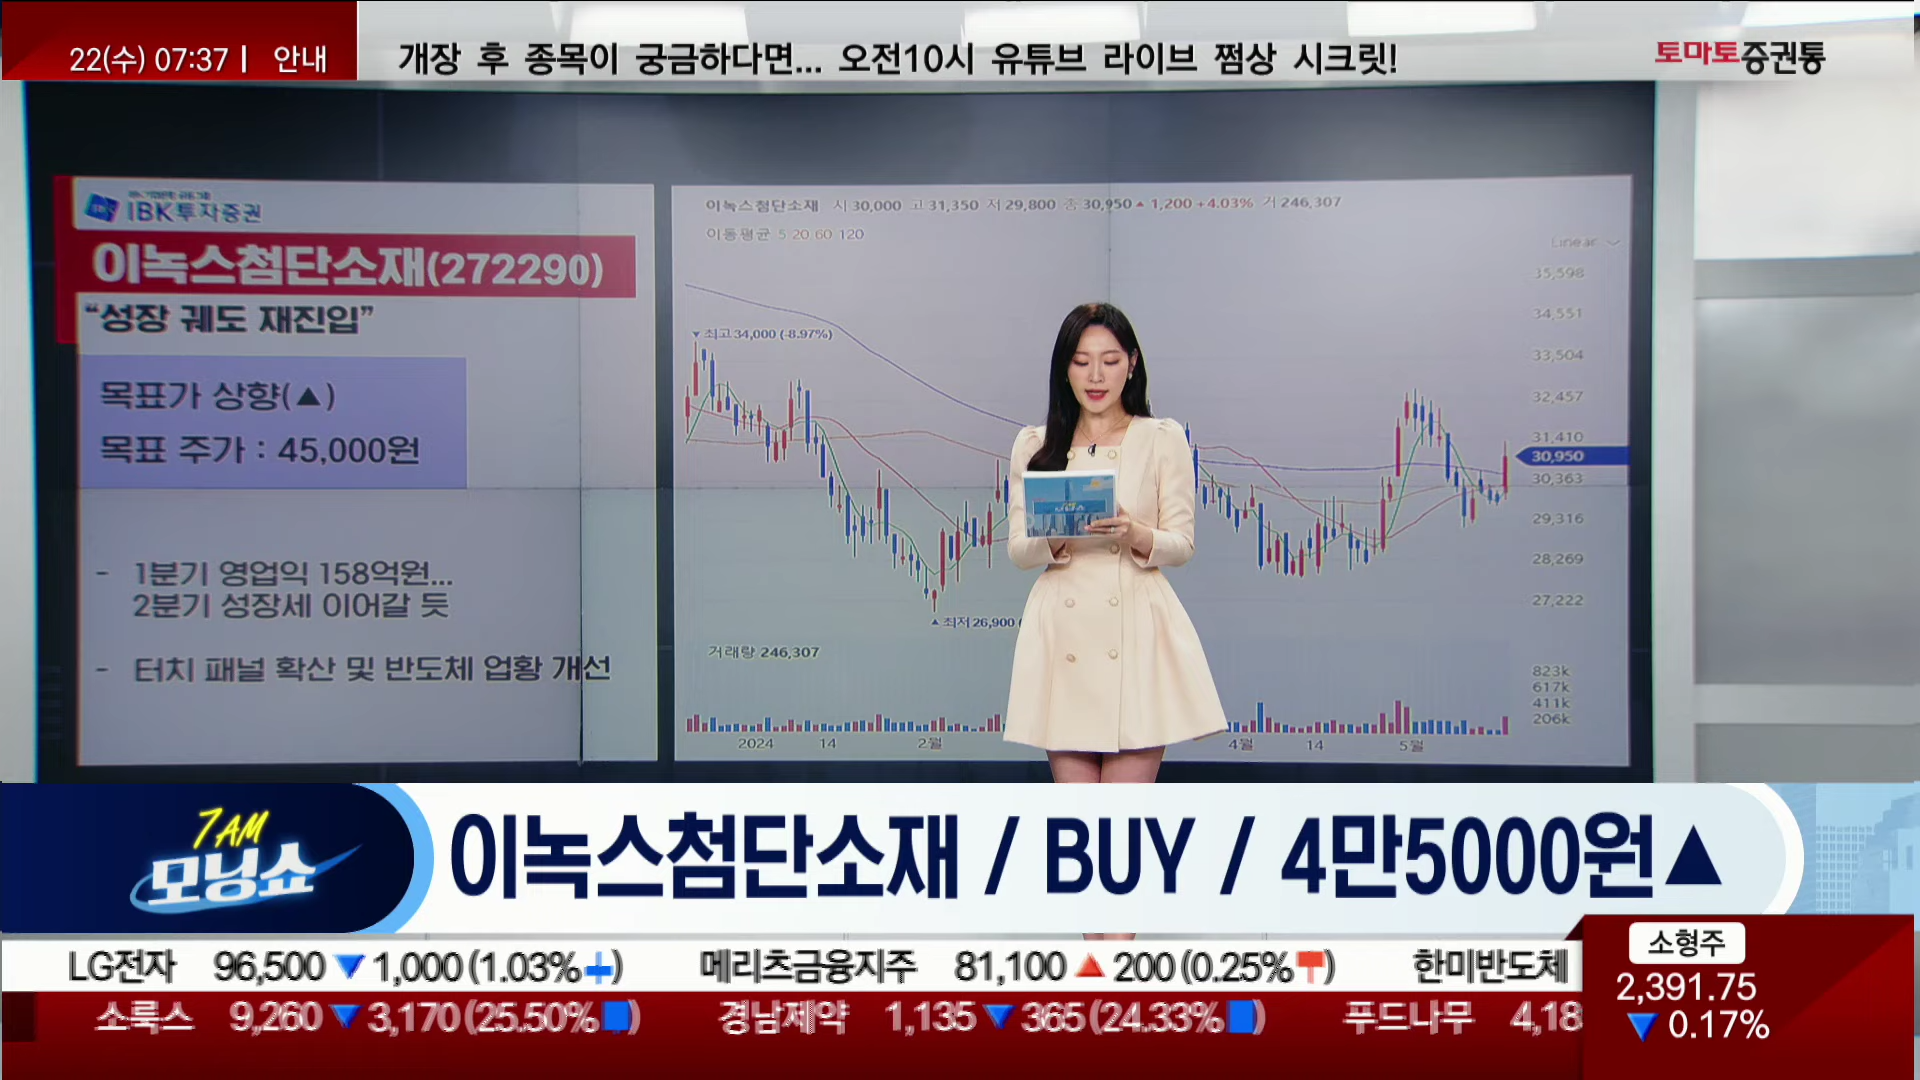 22(수) 07:37 | 안내
개장 후 종목이 궁금하다면... 오전10시 유튜브 라이브 쩜상 시크릿!
토마토증권통
IBK투자증권
이녹스첨단소재(272290)
“성장 궤도 재진입”
목표가 상향(▲)
목표 주가 : 45,000원
- 1분기 영업익 158억원...
2분기 성장세 이어갈 듯
- 터치 패널 확산 및 반도체 업황 개선
이녹스첨단소재 시 30,000 고 31,350 저 29,800 종 30,950 ▲ 1,200 +4.03% 거 246,307
이동평균 5 20 60 120
Linear
35,598
34,551
▼ 최고 34,000 (-8.97%)
33,504
32,457
31,410
30,950
30,363
29,316
28,269
27,222
▲ 최저 26,900 (
거래량 246,307
823k
617k
411k
206k
2024 14 2월 4월 14 5월
7 AM
모닝쇼
이녹스첨단소재 / BUY / 4만5000원▲
LG전자 96,500 ▼ 1,000 (1.03%) 메리츠금융지주 81,100 ▲ 200 (0.25%) 한미반도체
소룩스 9,260 ▼ 3,170 (25.50%) 경남제약 1,135 ▼ 365 (24.33%) 푸드나무 4,18
소형주
2,391.75
▼ 0.17%